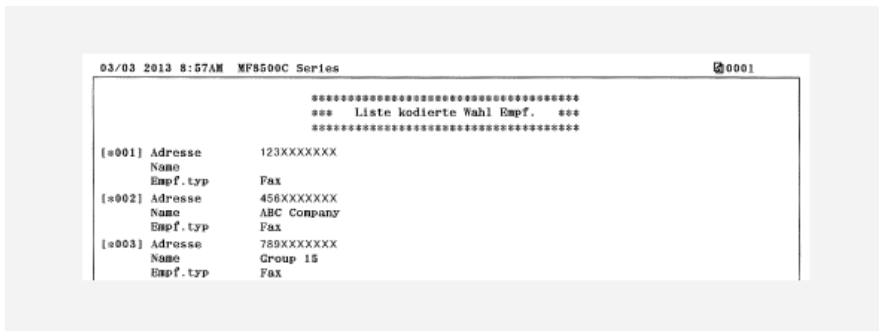 03/03 2013 8:57AM MF8500C Series 0001
************************************
*** Liste kodierte Wahl Empf. ***
************************************
[*001] Adresse 123XXXXXXX
Name
Empf.typ Fax
[*002] Adresse 456XXXXXXX
Name ABC Company
Empf.typ Fax
[*003] Adresse 789XXXXXXX
Name Group 15
Empf.typ Fax